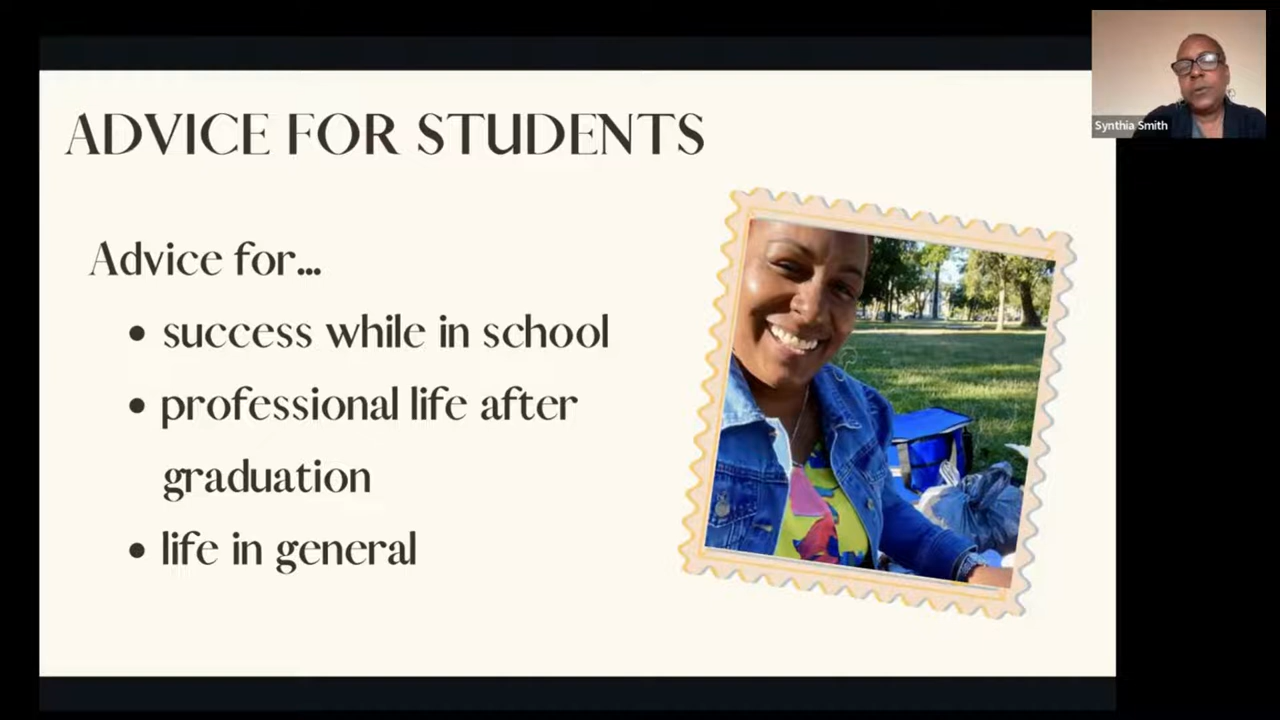 ADVICE FOR STUDENTS
Advice for...
• success while in school
• professional life after
graduation
• life in general
Synthia Smith